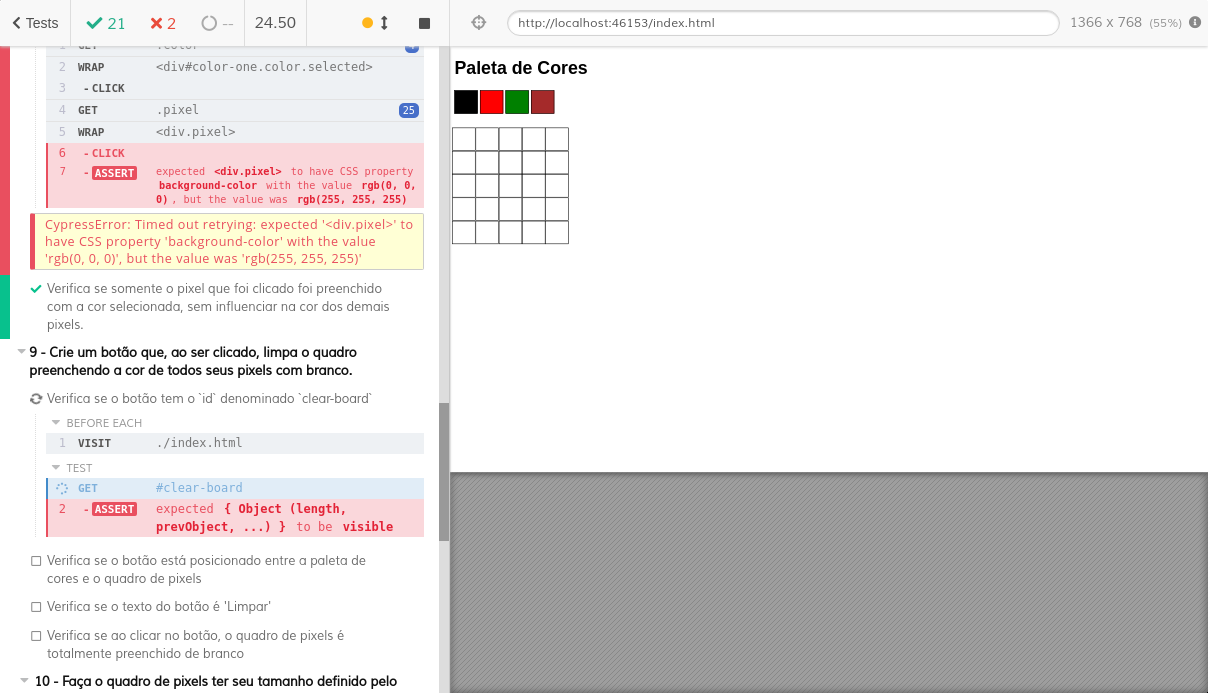 Tests 21 2 -- 24.50 http://localhost:46153/index.html 1366 x 768 (55%)
1 GET .color 4
2 WRAP <div#color-one.color.selected>
3 - CLICK
4 GET .pixel 25
5 WRAP <div.pixel>
6 - CLICK
7 - ASSERT expected <div.pixel> to have CSS property
background-color with the value rgb(0, 0,
0), but the value was rgb(255, 255, 255)
CypressError: Timed out retrying: expected '<div.pixel>' to
have CSS property 'background-color' with the value
'rgb(0, 0, 0)', but the value was 'rgb(255, 255, 255)'
Verifica se somente o pixel que foi clicado foi preenchido
com a cor selecionada, sem influenciar na cor dos demais
pixels.
9 - Crie um botão que, ao ser clicado, limpa o quadro
preenchendo a cor de todos seus pixels com branco.
Verifica se o botão tem o `id` denominado `clear-board`
BEFORE EACH
1 VISIT ./index.html
TEST
GET #clear-board
2 - ASSERT expected { Object (length,
prevObject, ...) } to be visible
Verifica se o botão está posicionado entre a paleta de
cores e o quadro de pixels
Verifica se o texto do botão é 'Limpar'
Verifica se ao clicar no botão, o quadro de pixels é
totalmente preenchido de branco
10 - Faça o quadro de pixels ter seu tamanho definido pelo
Paleta de Cores